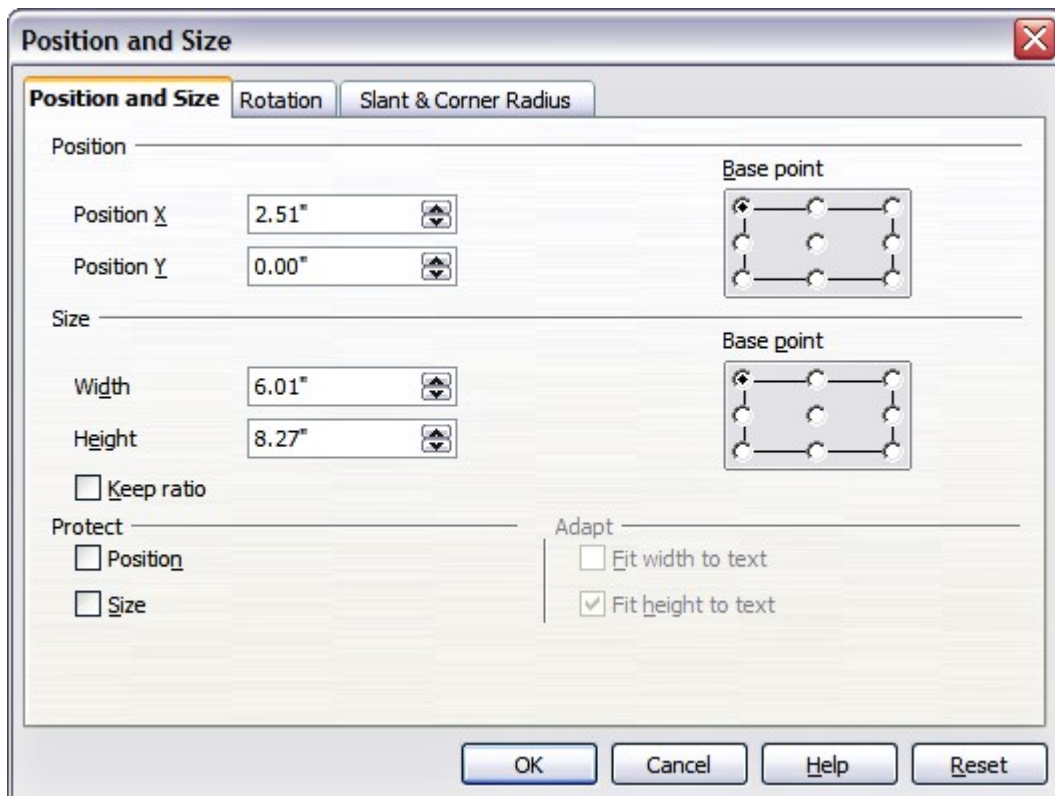 Position and Size
Position and Size Rotation Slant & Corner Radius
Position
Base point
Position X 2.51"
Position Y 0.00"
Size
Base point
Width 6.01"
Height 8.27"
Keep ratio
Protect Adapt
Position Fit width to text
Size Fit height to text
OK Cancel Help Reset